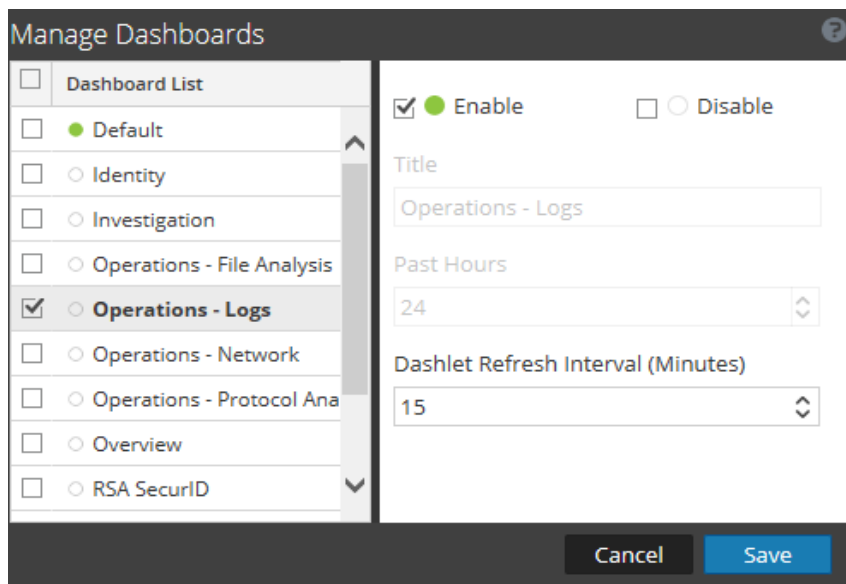 Manage Dashboards
?
Dashboard List
Default
Identity
Investigation
Operations - File Analysis
Operations - Logs
Operations - Network
Operations - Protocol Ana
Overview
RSA SecurID
Enable
Disable
Title
Operations - Logs
Past Hours
24
Dashlet Refresh Interval (Minutes)
15
Cancel
Save